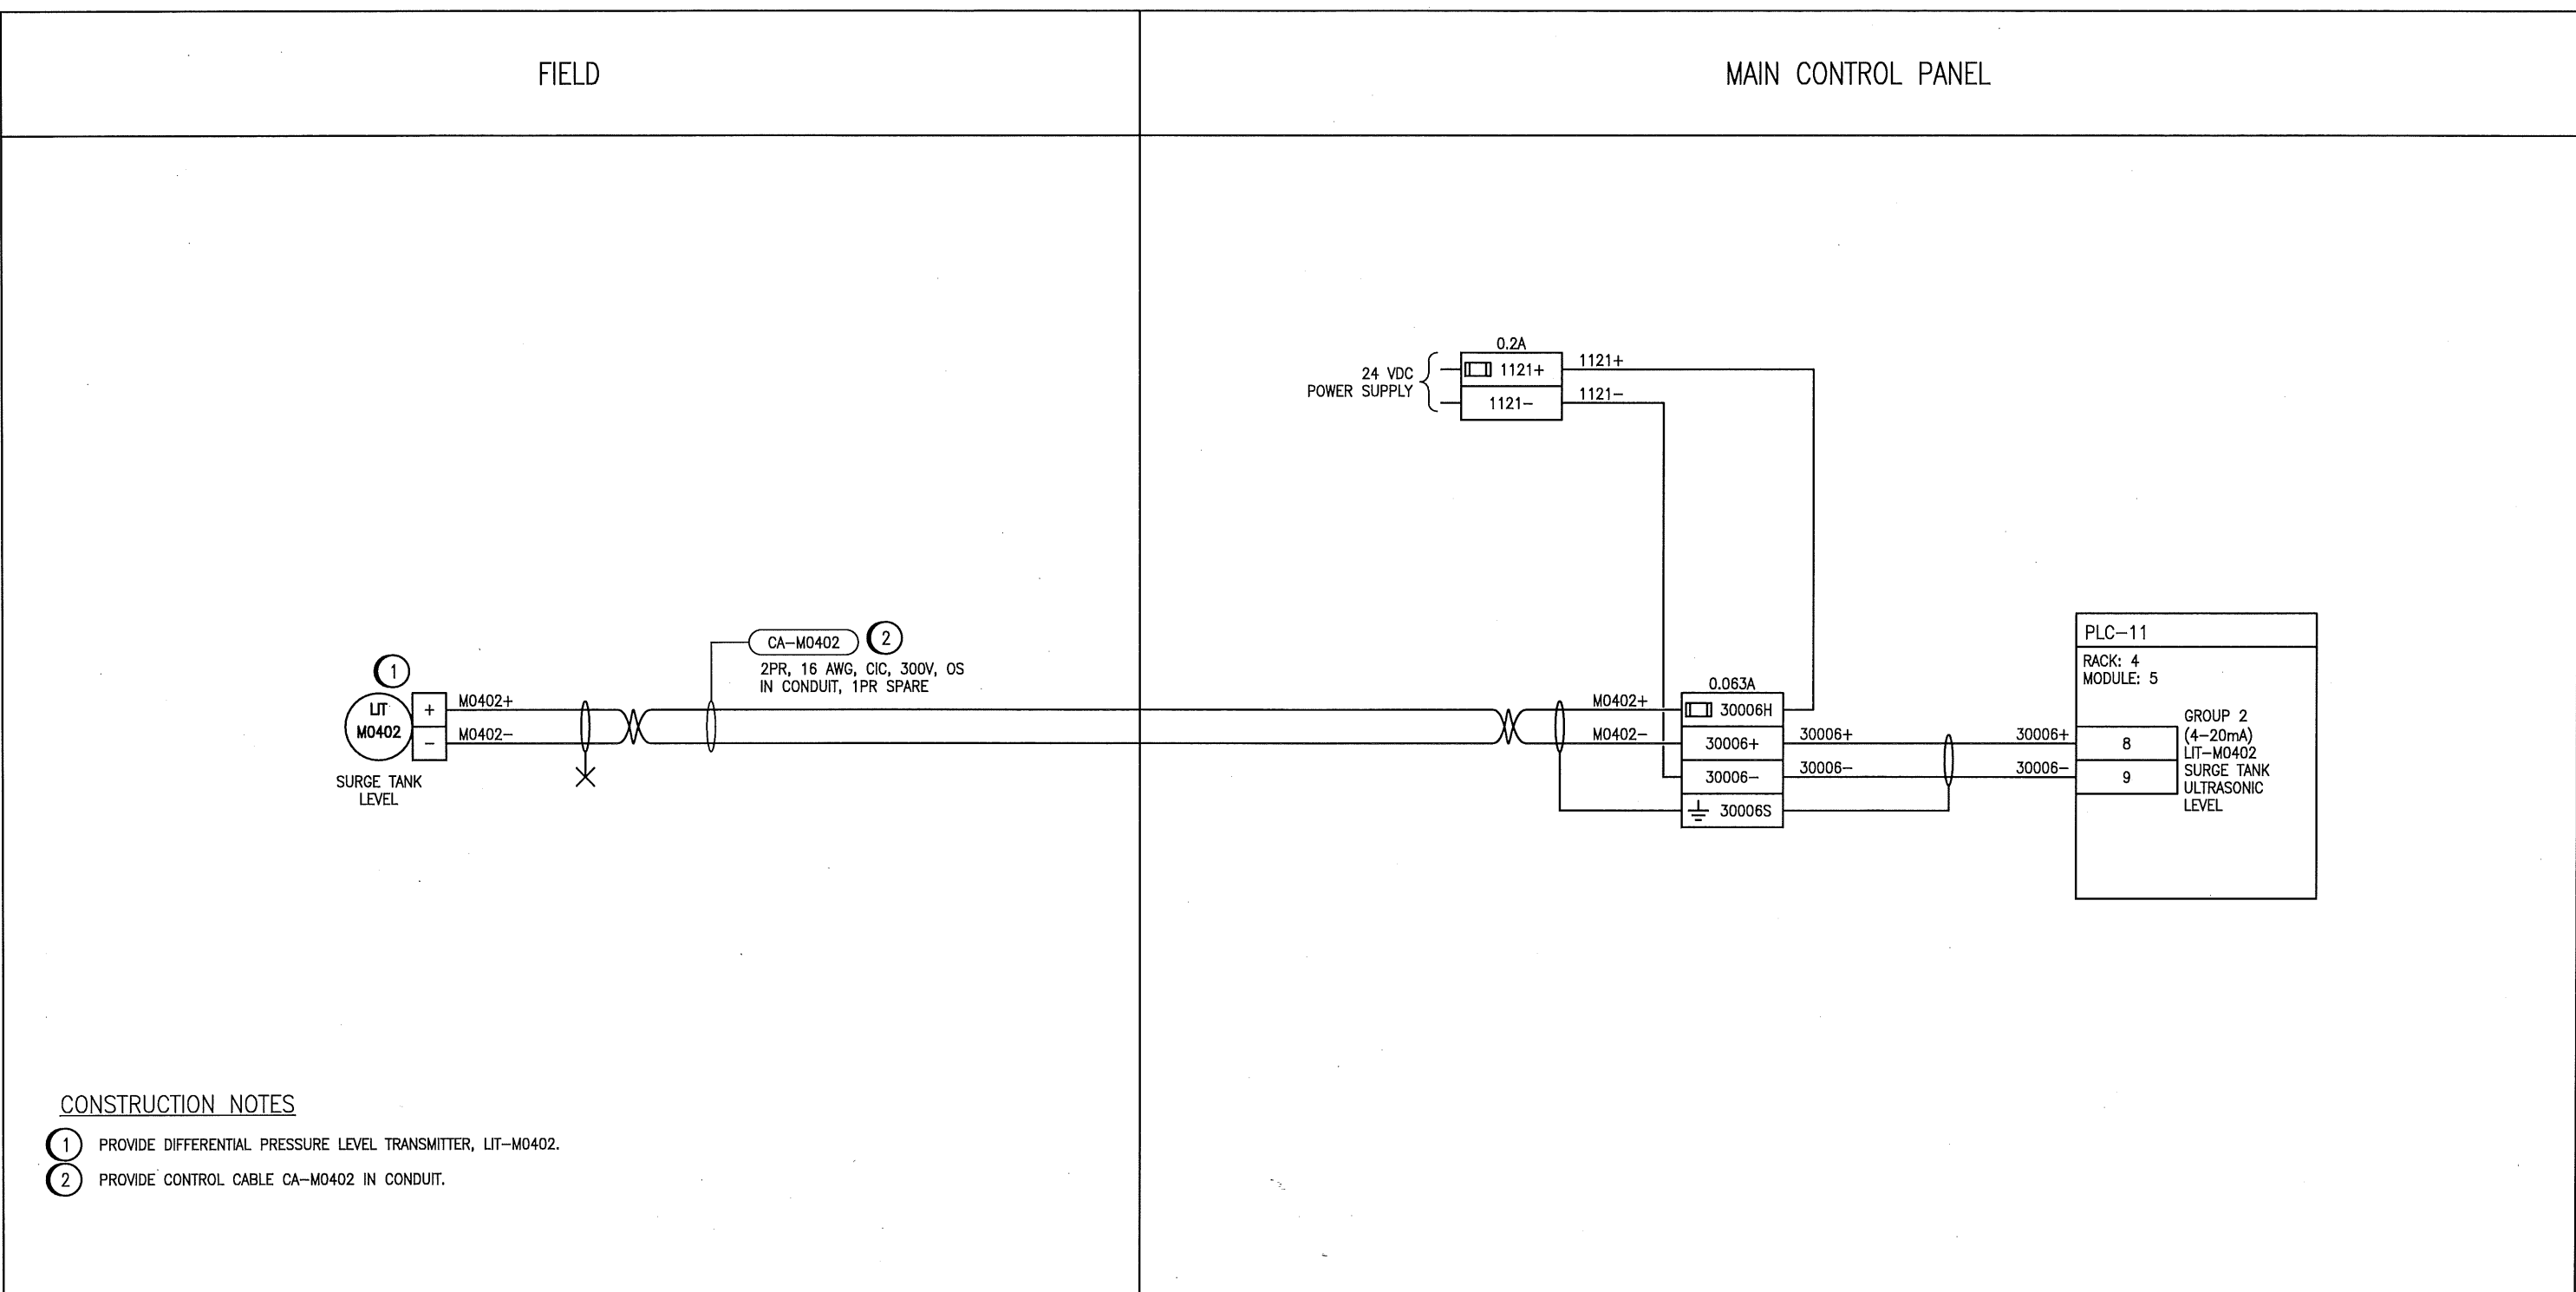 FIELD
MAIN CONTROL PANEL
0.2A
24 VDC
POWER SUPPLY
1121+
1121-
1121+
1121-
CA-M0402
2
2PR, 16 AWG, CIC, 300V, OS
IN CONDUIT, 1PR SPARE
1
LIT
M0402
+
-
M0402+
M0402-
SURGE TANK
LEVEL
M0402+
M0402-
0.063A
30006H
30006+
30006-
30006S
30006+
30006-
30006+
30006-
PLC-11
RACK: 4
MODULE: 5
8
9
GROUP 2
(4-20mA)
LIT-M0402
SURGE TANK
ULTRASONIC
LEVEL
CONSTRUCTION NOTES
1 PROVIDE DIFFERENTIAL PRESSURE LEVEL TRANSMITTER, LIT-M0402.
2 PROVIDE CONTROL CABLE CA-M0402 IN CONDUIT.